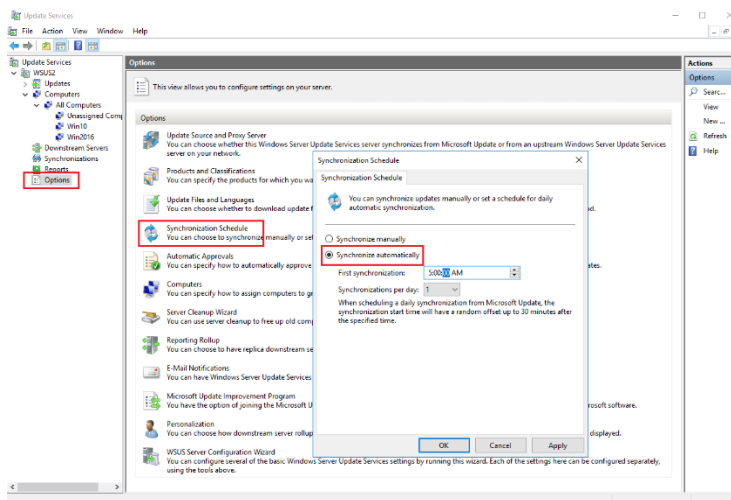 Update Services
File Action View Window Help
Update Services
WSUS2
Updates
Computers
All Computers
Unassigned Com
Win10
Win2016
Downstream Servers
Synchronizations
Reports
Options
Options
This view allows you to configure settings on your server.
Options
Update Source and Proxy Server
You can choose whether this Windows Server Update Services server synchronizes from Microsoft Update or from an upstream Windows Server Update Services
server on your network.
Products and Classifications
You can specify the products for which you wa
Update Files and Languages
You can choose whether to download update f
d.
Synchronization Schedule
You can choose to synchronize manually or set
Automatic Approvals
You can specify how to automatically approve
ates.
Computers
You can specify how to assign computers to gr
Server Cleanup Wizard
You can use server cleanup to free up old comp
Reporting Rollup
You can choose to have replica downstream se
E-Mail Notifications
You can have Windows Server Update Services
Microsoft Update Improvement Program
You have the option of joining the Microsoft U
rosoft software.
Personalization
You can choose how downstream server rollup
displayed.
WSUS Server Configuration Wizard
You can configure several of the basic Windows Server Update Services settings by running this wizard. Each of the settings here can be configured separately,
using the tools above.
Synchronization Schedule
Synchronization Schedule
You can synchronize updates manually or set a schedule for daily
automatic synchronization.
Synchronize manually
Synchronize automatically
First synchronization: 5:00:00 AM
Synchronizations per day: 1
When scheduling a daily synchronization from Microsoft Update, the
synchronization start time will have a random offset up to 30 minutes after
the specified time.
OK Cancel Apply
Actions
Options
Searc...
View
New ...
Refresh
Help